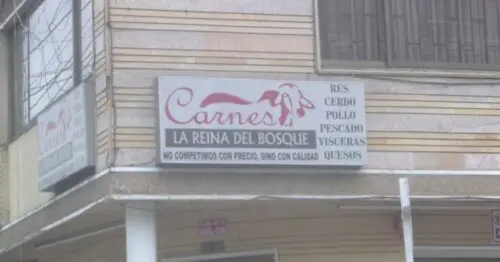 Carnes
LA REINA DEL BOSQUE
NO COMPETIMOS CON PRECIO, SINO CON CALIDAD
RES
CERDO
POLLO
PESCADO
VISCERAS
QUESOS